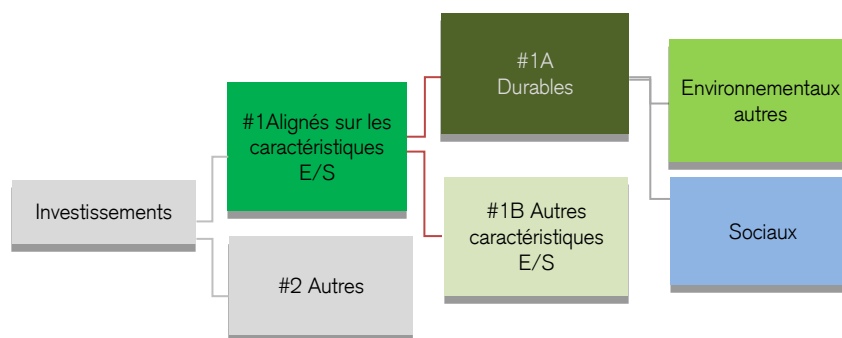 Investissements
#1Alignés sur les
caractéristiques
E/S
#2 Autres
#1A
Durables
#1B Autres
caractéristiques
E/S
Environnementaux
autres
Sociaux